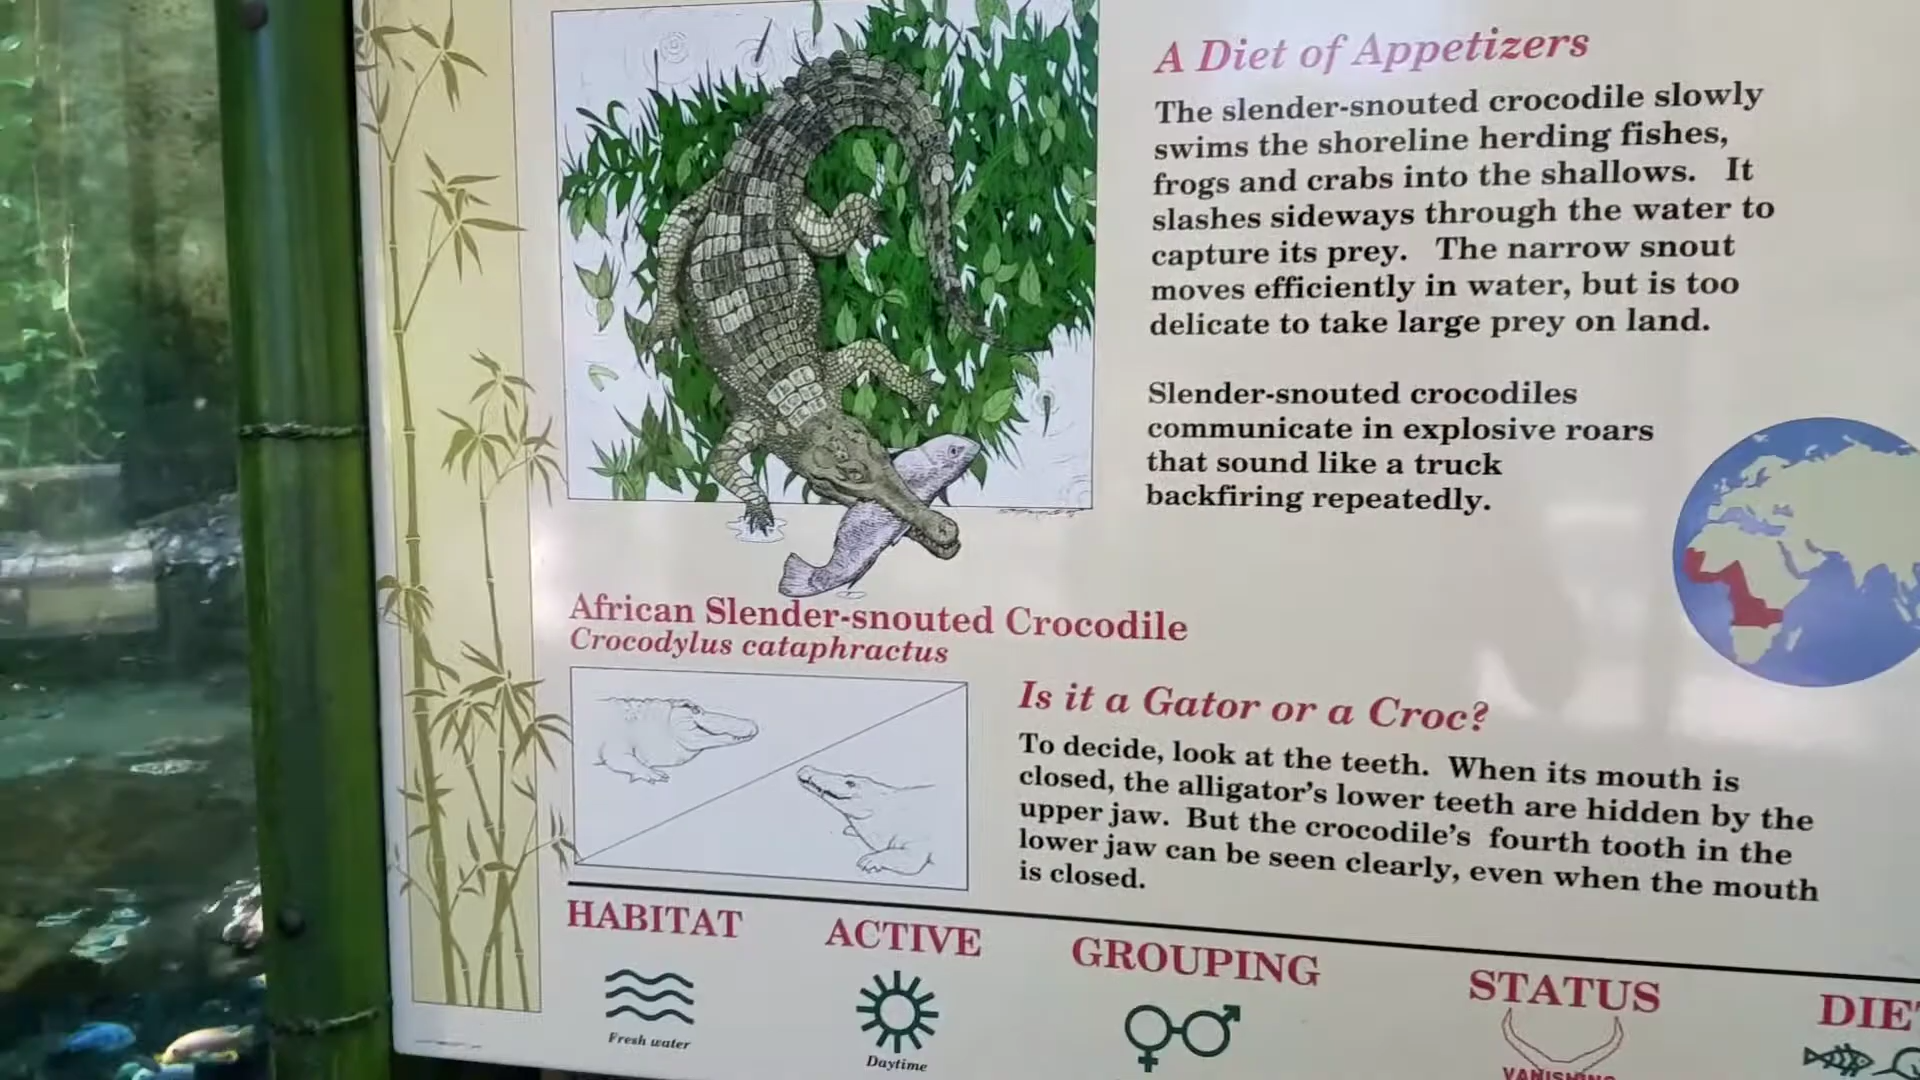 A Diet of Appetizers
The slender-snouted crocodile slowly
swims the shoreline herding fishes,
frogs and crabs into the shallows. It
slashes sideways through the water to
capture its prey. The narrow snout
moves efficiently in water, but is too
delicate to take large prey on land.
Slender-snouted crocodiles
communicate in explosive roars
that sound like a truck
backfiring repeatedly.
African Slender-snouted Crocodile
Crocodylus cataphractus
Is it a Gator or a Croc?
To decide, look at the teeth. When its mouth is
closed, the alligator's lower teeth are hidden by the
upper jaw. But the crocodile's fourth tooth in the
lower jaw can be seen clearly, even when the mouth
is closed.
HABITAT
Fresh water
ACTIVE
Daytime
GROUPING
STATUS
VANISHING
DIET